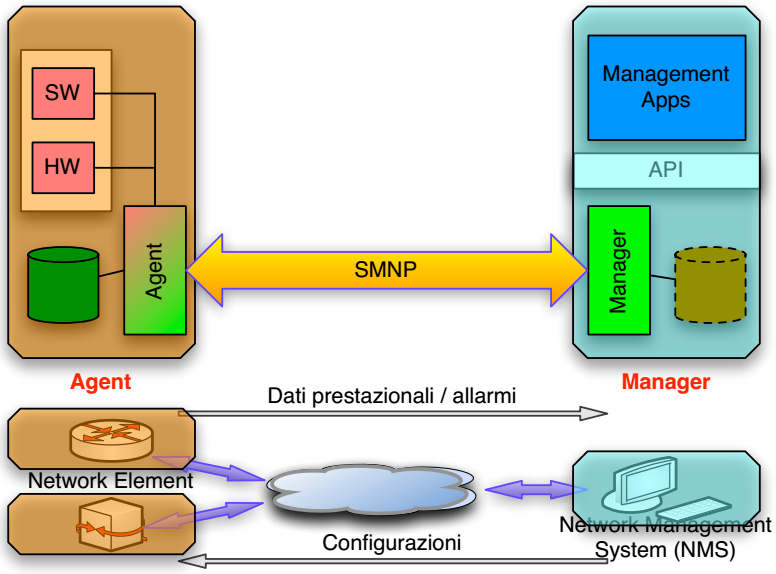 SW
HW
Agent
SMNP
Management
Apps
API
Manager
Agent
Manager
Dati prestazionali / allarmi
Network Element
Network Management
System (NMS)
Configurazioni